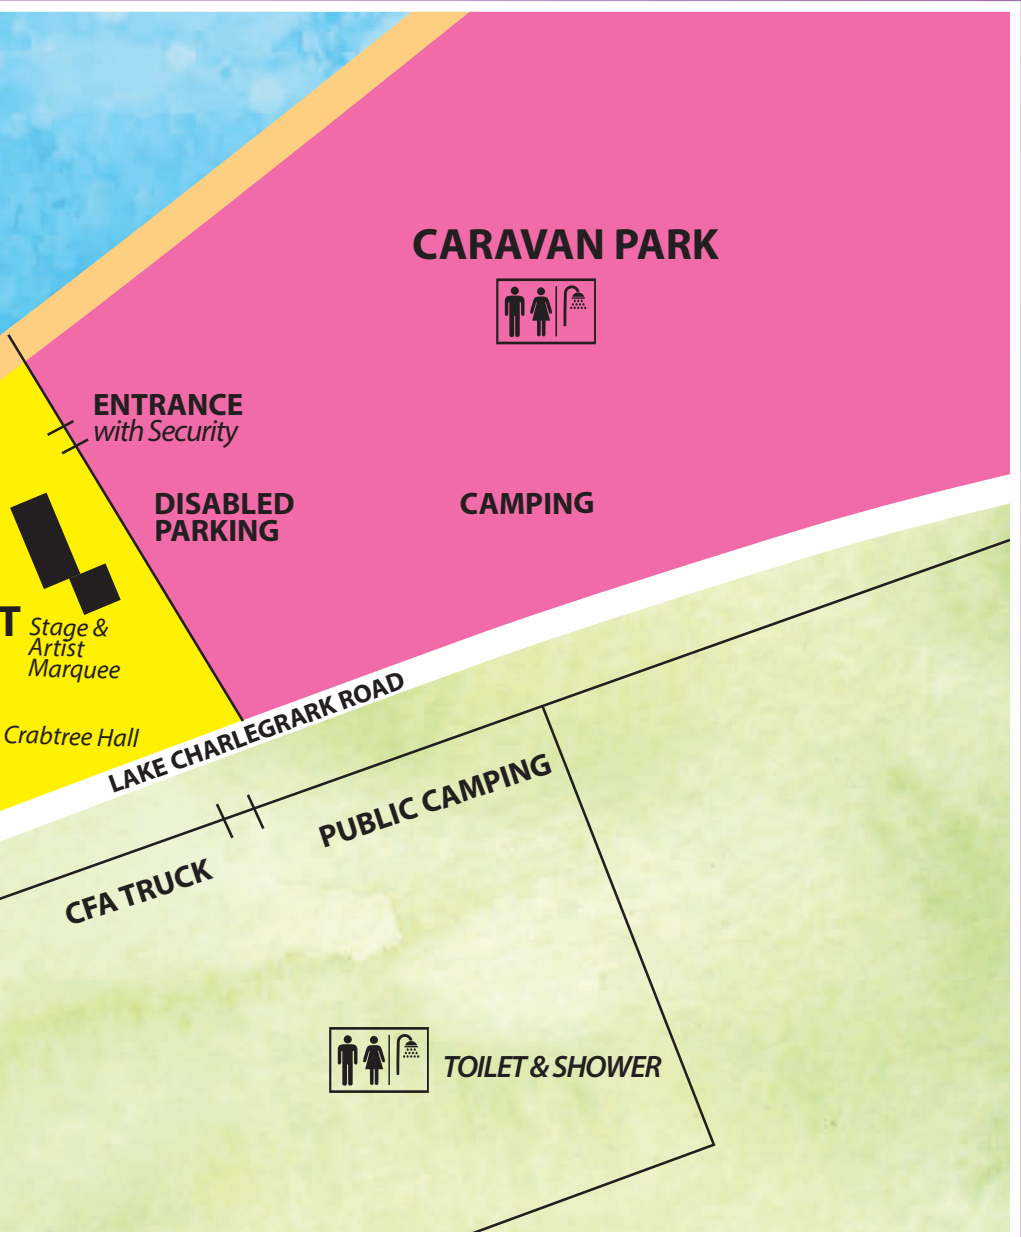 CARAVAN PARK
ENTRANCE
with Security
DISABLED
PARKING
CAMPING
T
Stage &
Artist
Marquee
Crabtree Hall
LAKE CHARLEGRARK ROAD
PUBLIC CAMPING
CFA TRUCK
TOILET & SHOWER